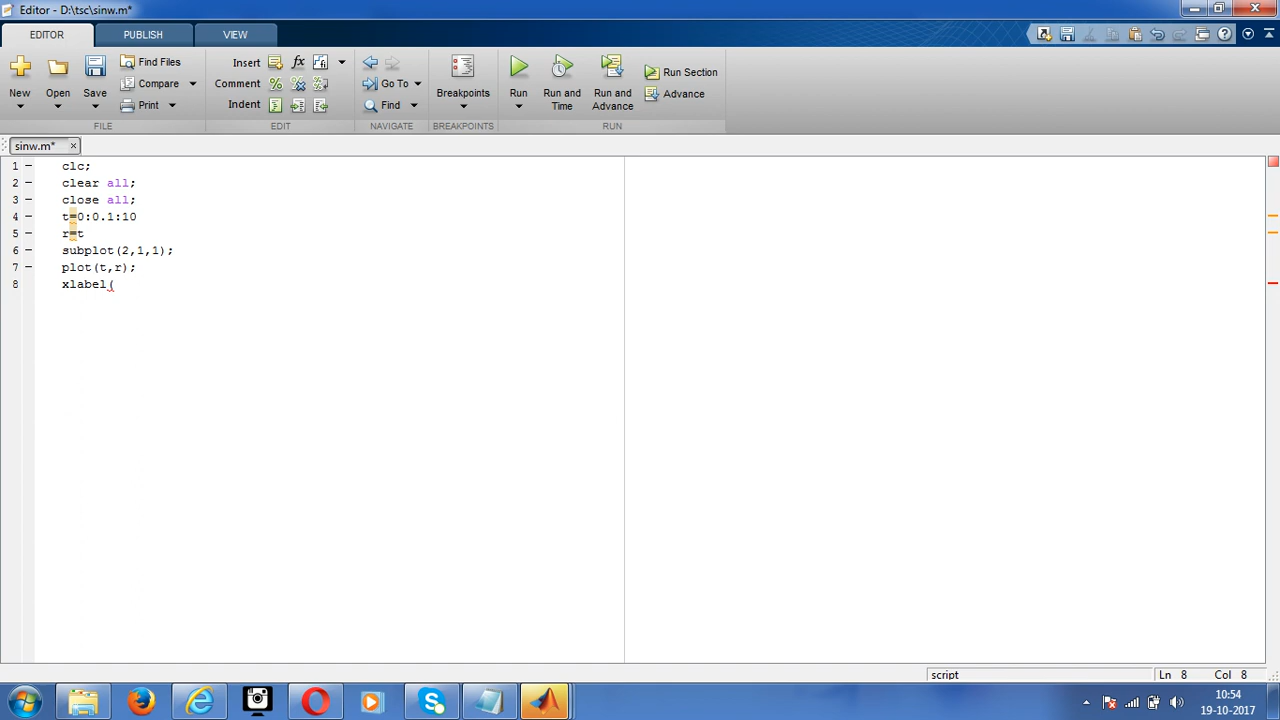 Editor - D:\tsc\sinw.m*
EDITOR PUBLISH VIEW
New Open Save Find Files Compare Print
Insert Comment Indent
Go To Find
Breakpoints
Run Run and Time Run and Advance Run Section Advance
FILE EDIT NAVIGATE BREAKPOINTS RUN
sinw.m*
1 clc;
2 clear all;
3 close all;
4 t=0:0.1:10
5 r=t
6 subplot(2,1,1);
7 plot(t,r);
8 xlabel(
script Ln 8 Col 8
10:54
19-10-2017